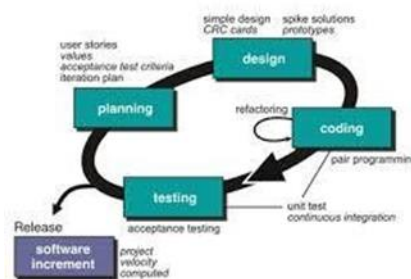 simple design
CRC cards
spike solutions
prototypes
user stories
values
acceptance test criteria
iteration plan
design
planning
refactoring
coding
pair programmin
testing
unit test
continuous integration
acceptance testing
Release
software
increment
project
velocity
computed